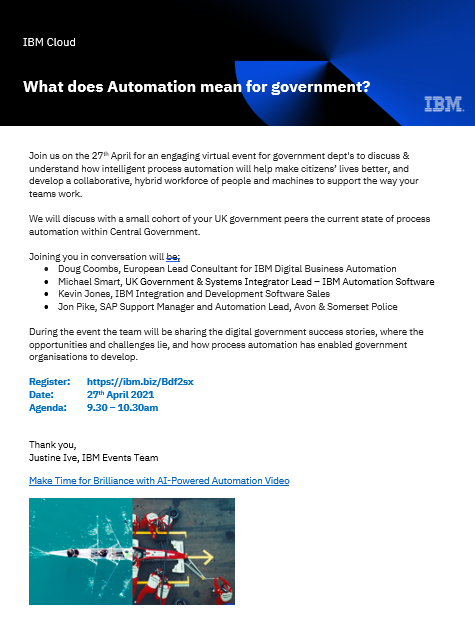 IBM Cloud
What does Automation mean for government?
IBM
Join us on the 27th April for an engaging virtual event for government dept's to discuss &
understand how intelligent process automation will help make citizens' lives better, and
develop a collaborative, hybrid workforce of people and machines to support the way your
teams work.
We will discuss with a small cohort of your UK government peers the current state of process
automation within Central Government.
Joining you in conversation will be;
• Doug Coombs, European Lead Consultant for IBM Digital Business Automation
• Michael Smart, UK Government & Systems Integrator Lead – IBM Automation Software
• Kevin Jones, IBM Integration and Development Software Sales
• Jon Pike, SAP Support Manager and Automation Lead, Avon & Somerset Police
During the event the team will be sharing the digital government success stories, where the
opportunities and challenges lie, and how process automation has enabled government
organisations to develop.
Register: https://ibm.biz/Bdf2sx
Date: 27th April 2021
Agenda: 9.30 – 10.30am
Thank you,
Justine Ive, IBM Events Team
Make Time for Brilliance with AI-Powered Automation Video